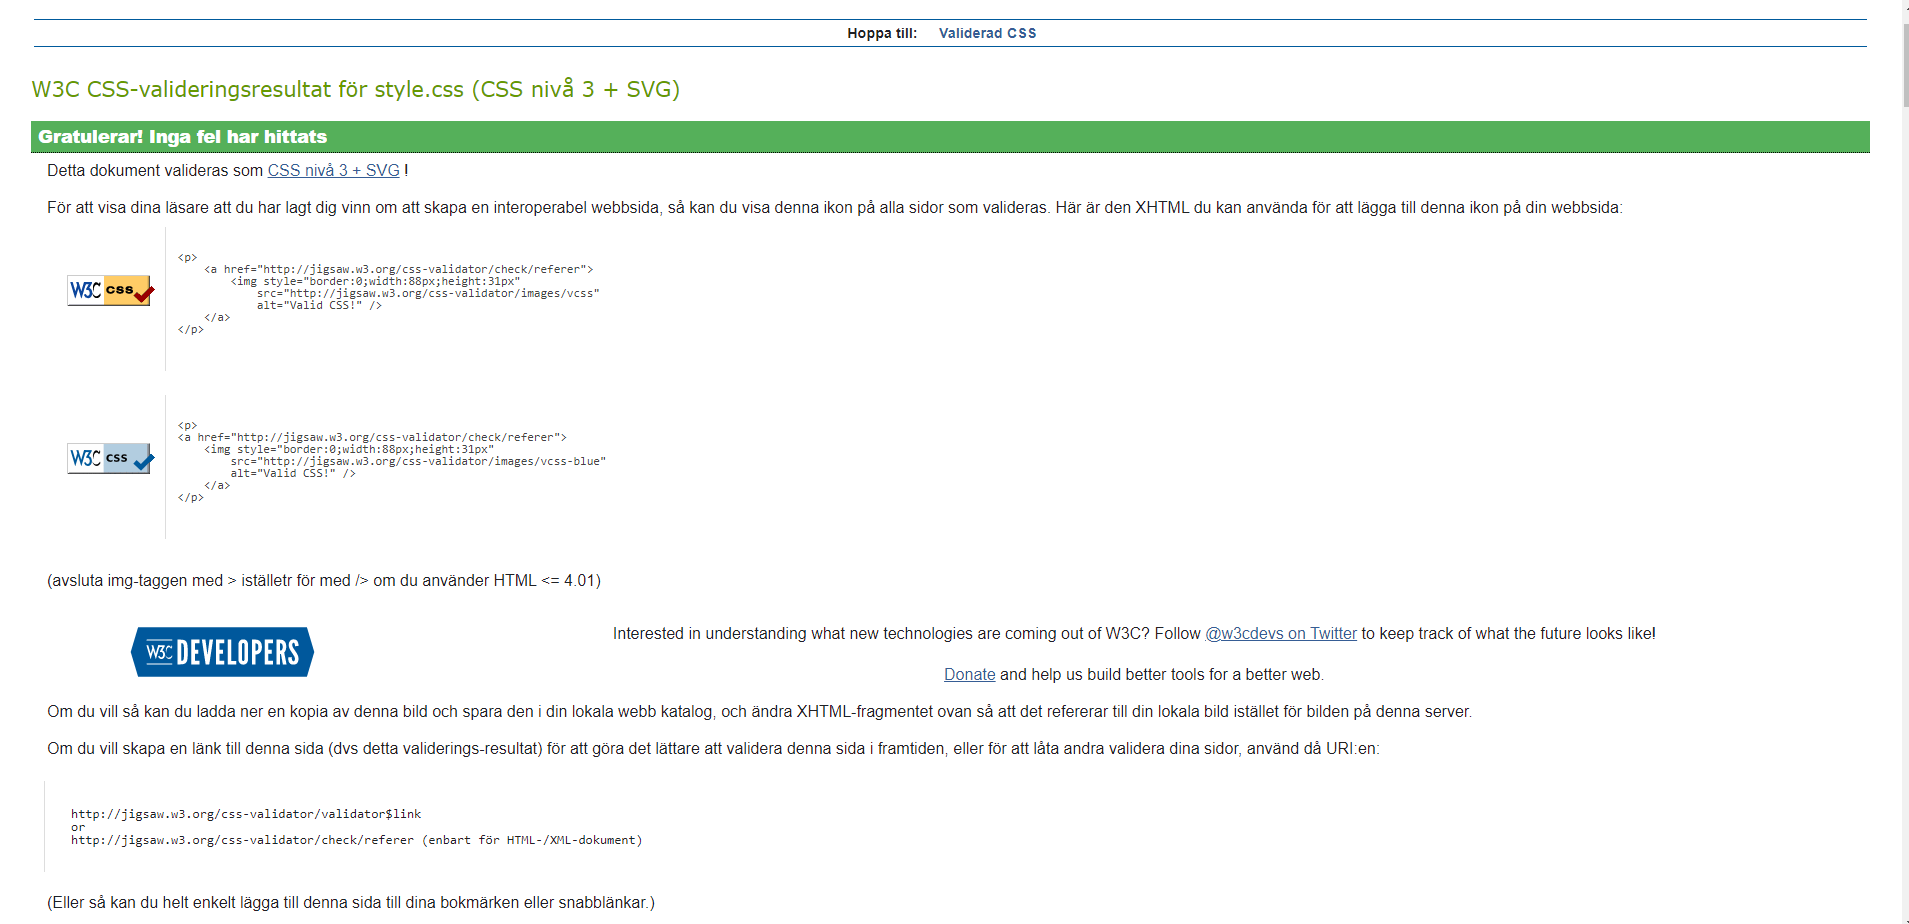 Hoppa till: Validerad CSS
W3C CSS-valideringsresultat för style.css (CSS nivå 3 + SVG)
Gratulerar! Inga fel har hittats
Detta dokument valideras som CSS nivå 3 + SVG !
För att visa dina läsare att du har lagt dig vinn om att skapa en interoperabel webbsida, så kan du visa denna ikon på alla sidor som valideras. Här är den XHTML du kan använda för att lägga till denna ikon på din webbsida:
W3C css
<p>
<a href="http://jigsaw.w3.org/css-validator/check/referer">
<img style="border:0;width:88px;height:31px"
src="http://jigsaw.w3.org/css-validator/images/vcss"
alt="Valid CSS!" />
</a>
</p>
W3C css
<p>
<a href="http://jigsaw.w3.org/css-validator/check/referer">
<img style="border:0;width:88px;height:31px"
src="http://jigsaw.w3.org/css-validator/images/vcss-blue"
alt="Valid CSS!" />
</a>
</p>
(avsluta img-taggen med > iställetr för med /> om du använder HTML <= 4.01)
W3C DEVELOPERS
Interested in understanding what new technologies are coming out of W3C? Follow @w3cdevs on Twitter to keep track of what the future looks like!
Donate and help us build better tools for a better web.
Om du vill så kan du ladda ner en kopia av denna bild och spara den i din lokala webb katalog, och ändra XHTML-fragmentet ovan så att det refererar till din lokala bild istället för bilden på denna server.
Om du vill skapa en länk till denna sida (dvs detta validerings-resultat) för att göra det lättare att validera denna sida i framtiden, eller för att låta andra validera dina sidor, använd då URI:en:
http://jigsaw.w3.org/css-validator/validator$link
or
http://jigsaw.w3.org/css-validator/check/referer (enbart för HTML-/XML-dokument)
(Eller så kan du helt enkelt lägga till denna sida till dina bokmärken eller snabblänkar.)